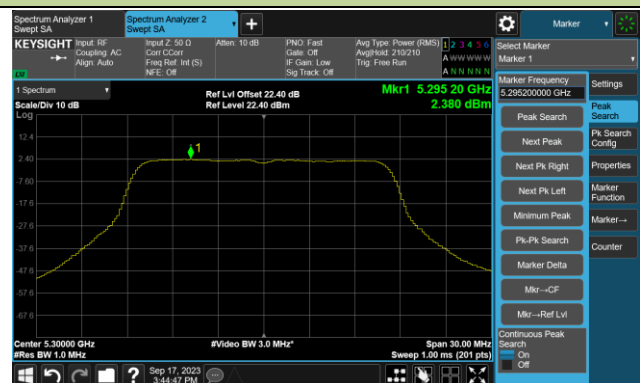 Spectrum Analyzer 1
Swept SA
Spectrum Analyzer 2
Swept SA
+
Marker
KEYSIGHT
Input: RF
Coupling: AC
Align: Auto
Input Z: 50 Ω
Corr CCorr
Freq Ref: Int (S)
NFE: Off
Atten: 10 dB
PNO: Fast
Gate: Off
IF Gain: Low
Sig Track: Off
Avg Type: Power (RMS)
Avg|Hold: 210/210
Trig: Free Run
1 2 3 4 5 6
A W W W W W
A N N N N N
LVI
Select Marker
Marker 1
1 Spectrum
Scale/Div 10 dB
Log
Ref Lvl Offset 22.40 dB
Ref Level 22.40 dBm
Mkr1 5.295 20 GHz
2.380 dBm
12.4
2.40
-7.60
-17.6
-27.6
-37.6
-47.6
-57.6
-67.6
1
Center 5.30000 GHz
#Res BW 1.0 MHz
#Video BW 3.0 MHz*
Span 30.00 MHz
Sweep 1.00 ms (201 pts)
Marker Frequency
5.295200000 GHz
Peak Search
Next Peak
Next Pk Right
Next Pk Left
Minimum Peak
Pk-Pk Search
Marker Delta
Mkr→CF
Mkr→Ref Lvl
Continuous Peak
Search
On
Off
Settings
Peak
Search
Pk Search
Config
Properties
Marker
Function
Marker→
Counter
?
Sep 17, 2023
3:44:47 PM